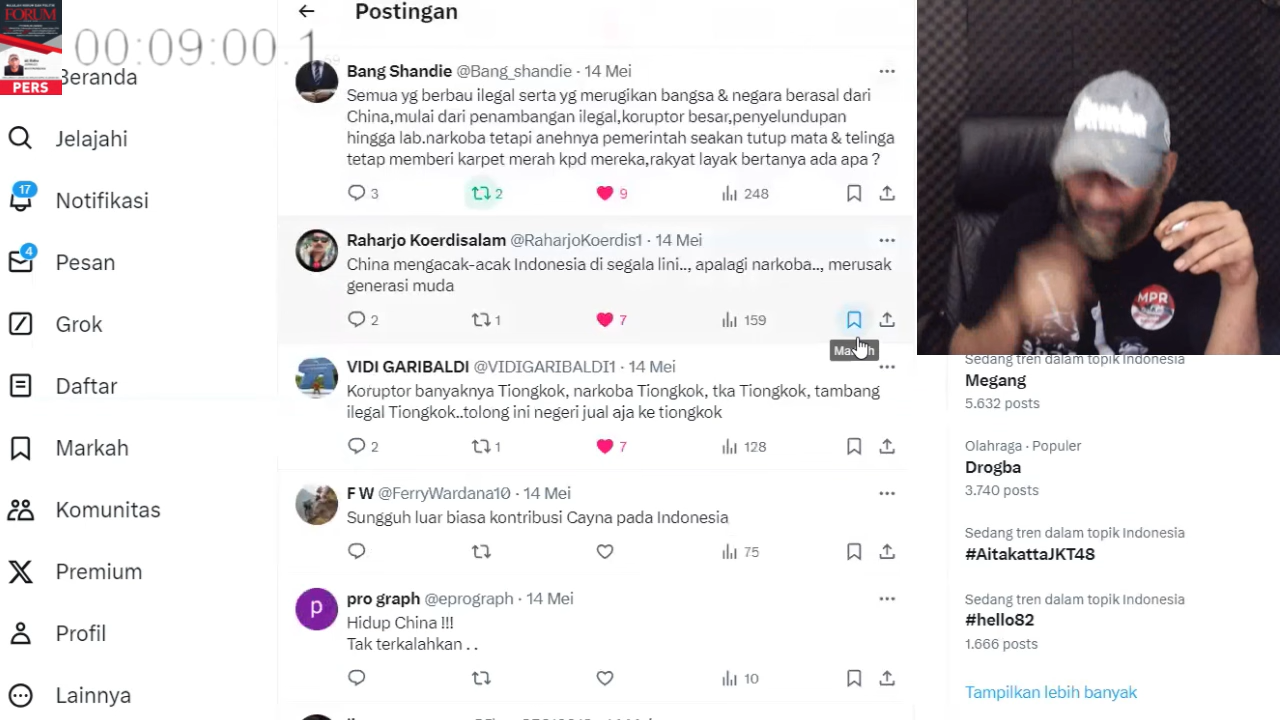 FORUM
PERS
00:09:00.1
Postingan
Beranda
Jelajahi
17
Notifikasi
4
Pesan
Grok
Daftar
Markah
Komunitas
Premium
Profil
Lainnya
Bang Shandie @Bang_shandie · 14 Mei
Semua yg berbau ilegal serta yg merugikan bangsa & negara berasal dari
China,mulai dari penambangan ilegal,koruptor besar,penyelundupan
hingga lab.narkoba tetapi anehnya pemerintah seakan tutup mata & telinga
tetap memberi karpet merah kpd mereka,rakyat layak bertanya ada apa ?
3 2 9 248
Raharjo Koerdisalam @RaharjoKoerdis1 · 14 Mei
China mengacak-acak Indonesia di segala lini.., apalagi narkoba.., merusak
generasi muda
2 1 7 159
VIDI GARIBALDI @VIDIGARIBALDI1 · 14 Mei
Koruptor banyaknya Tiongkok, narkoba Tiongkok, tka Tiongkok, tambang
ilegal Tiongkok..tolong ini negeri jual aja ke tiongkok
2 1 7 128
F W @FerryWardana10 · 14 Mei
Sungguh luar biasa kontribusi Cayna pada Indonesia
75
p
pro graph @eprograph · 14 Mei
Hidup China !!!
Tak terkalahkan . .
10
MPR
Sedang tren dalam topik Indonesia
Megang
5.632 posts
Olahraga · Populer
Drogba
3.740 posts
Sedang tren dalam topik Indonesia
#AitakattaJKT48
Sedang tren dalam topik Indonesia
#hello82
1.666 posts
Tampilkan lebih banyak